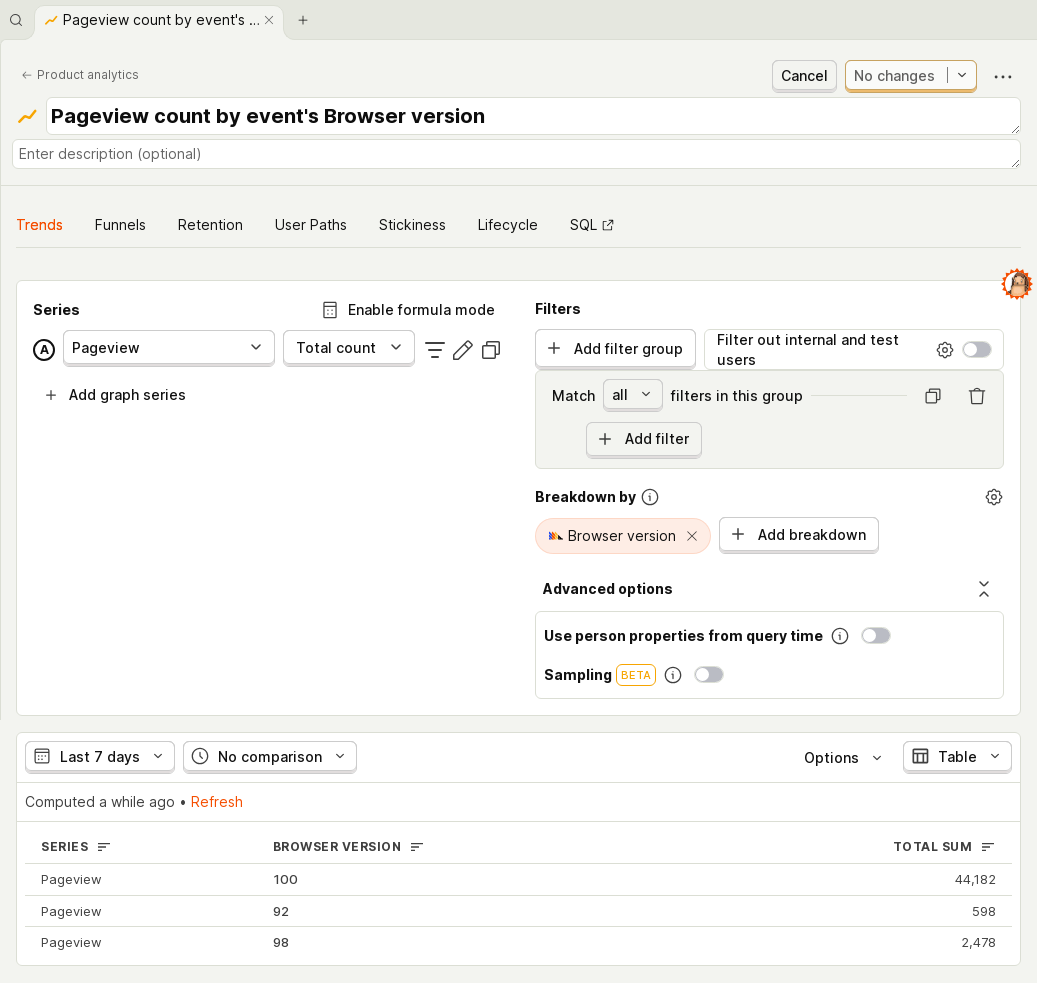 Pageview count by event's ...
Product analytics
Cancel
No changes
Pageview count by event's Browser version
Enter description (optional)
Trends
Funnels
Retention
User Paths
Stickiness
Lifecycle
SQL
Series
Enable formula mode
A
Pageview
Total count
Add graph series
Filters
Add filter group
Filter out internal and test
users
Match
all
filters in this group
Add filter
Breakdown by
Browser version
Add breakdown
Advanced options
Use person properties from query time
Sampling BETA
Last 7 days
No comparison
Options
Table
Computed a while ago • Refresh
SERIES BROWSER VERSION TOTAL SUM
Pageview 100 44,182
Pageview 92 598
Pageview 98 2,478